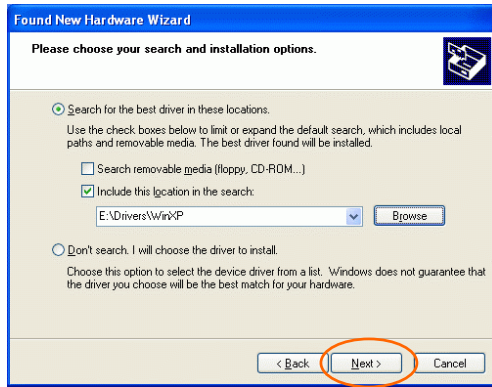 Found New Hardware Wizard
Please choose your search and installation options.
Search for the best driver in these locations.
Use the check boxes below to limit or expand the default search, which includes local
paths and removable media. The best driver found will be installed.
Search removable media (floppy, CD-ROM...)
Include this location in the search:
E:\Drivers\WinXP
Browse
Don't search. I will choose the driver to install.
Choose this option to select the device driver from a list. Windows does not guarantee that
the driver you choose will be the best match for your hardware.
< Back Next > Cancel